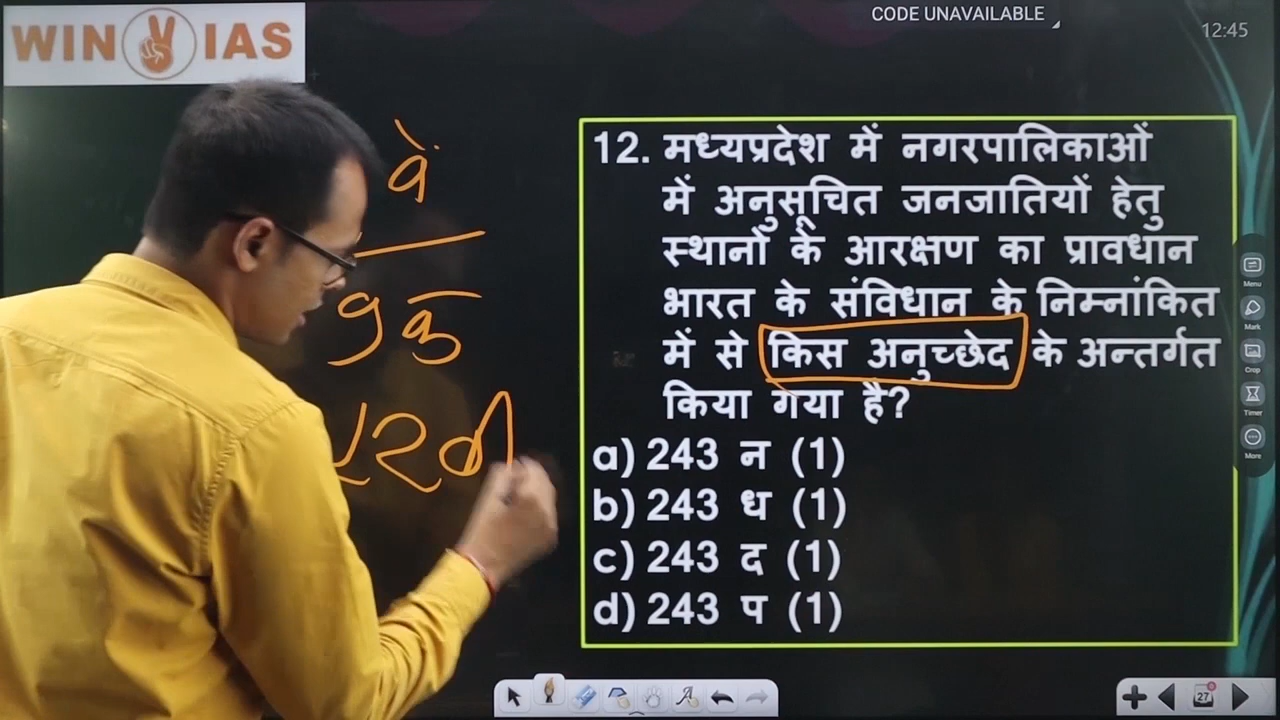 WIN IAS
CODE UNAVAILABLE
12:45
12. मध्यप्रदेश में नगरपालिकाओं
में अनुसूचित जनजातियों हेतु
स्थानों के आरक्षण का प्रावधान
भारत के संविधान के निम्नांकित
में से किस अनुच्छेद के अन्तर्गत
किया गया है?
a) 243 न (1)
b) 243 ध (1)
c) 243 द (1)
d) 243 प (1)
Menu
Mark
Crop
Timer
More
27